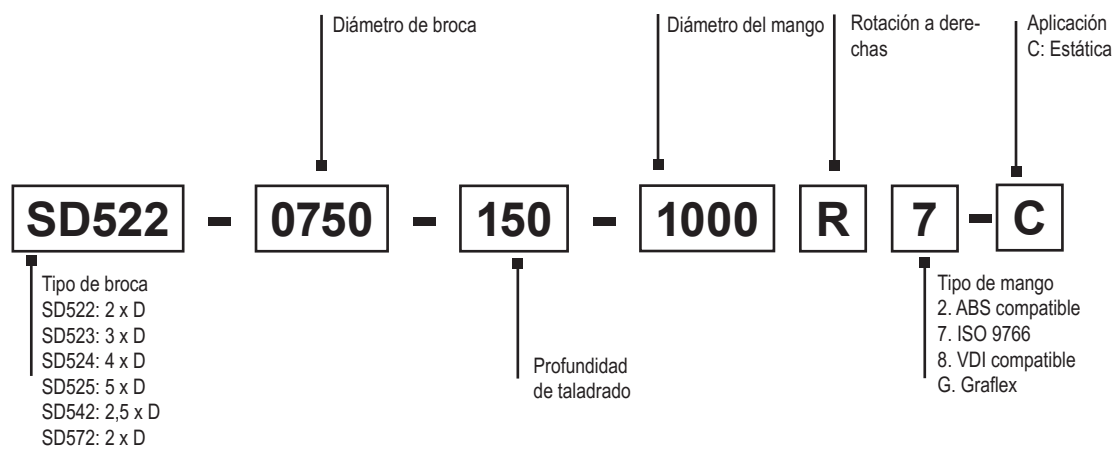 Diámetro de broca
Diámetro del mango
Rotación a dere-
chas
Aplicación
C: Estática
SD522 - 0750 - 150 - 1000 R 7 - C
Tipo de broca
SD522: 2 x D
SD523: 3 x D
SD524: 4 x D
SD525: 5 x D
SD542: 2,5 x D
SD572: 2 x D
Profundidad
de taladrado
Tipo de mango
2. ABS compatible
7. ISO 9766
8. VDI compatible
G. Graflex